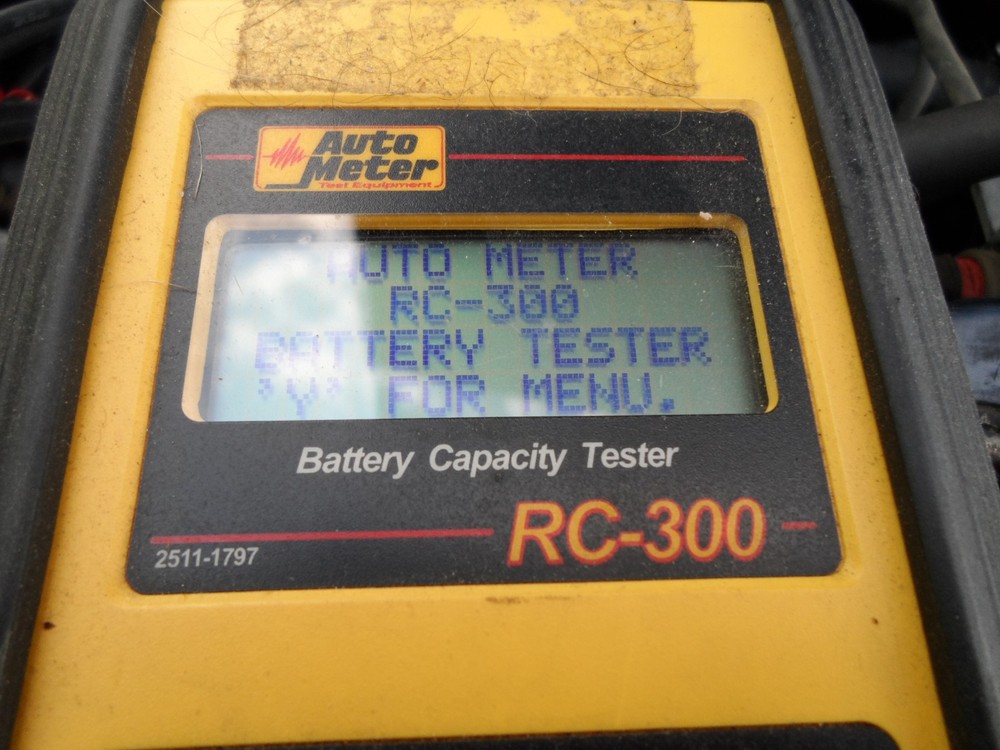 Auto
Meter
Test Equipment
AUTO METER
RC-300
BATTERY TESTER
'Y' FOR MENU.
Battery Capacity Tester
RC-300
2511-1797